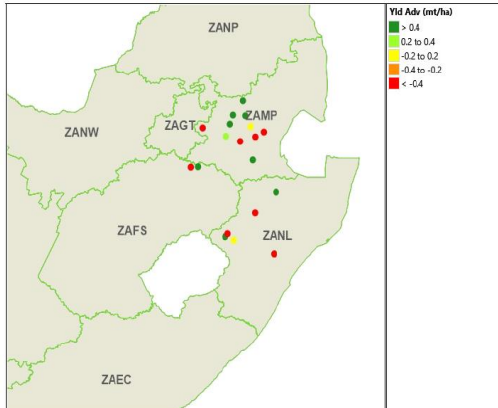 ZANP
ZANW
ZAGT
ZAMP
ZAFS
ZANL
ZAEC
Yld Adv (mt/ha)
> 0.4
0.2 to 0.4
-0.2 to 0.2
-0.4 to -0.2
< -0.4